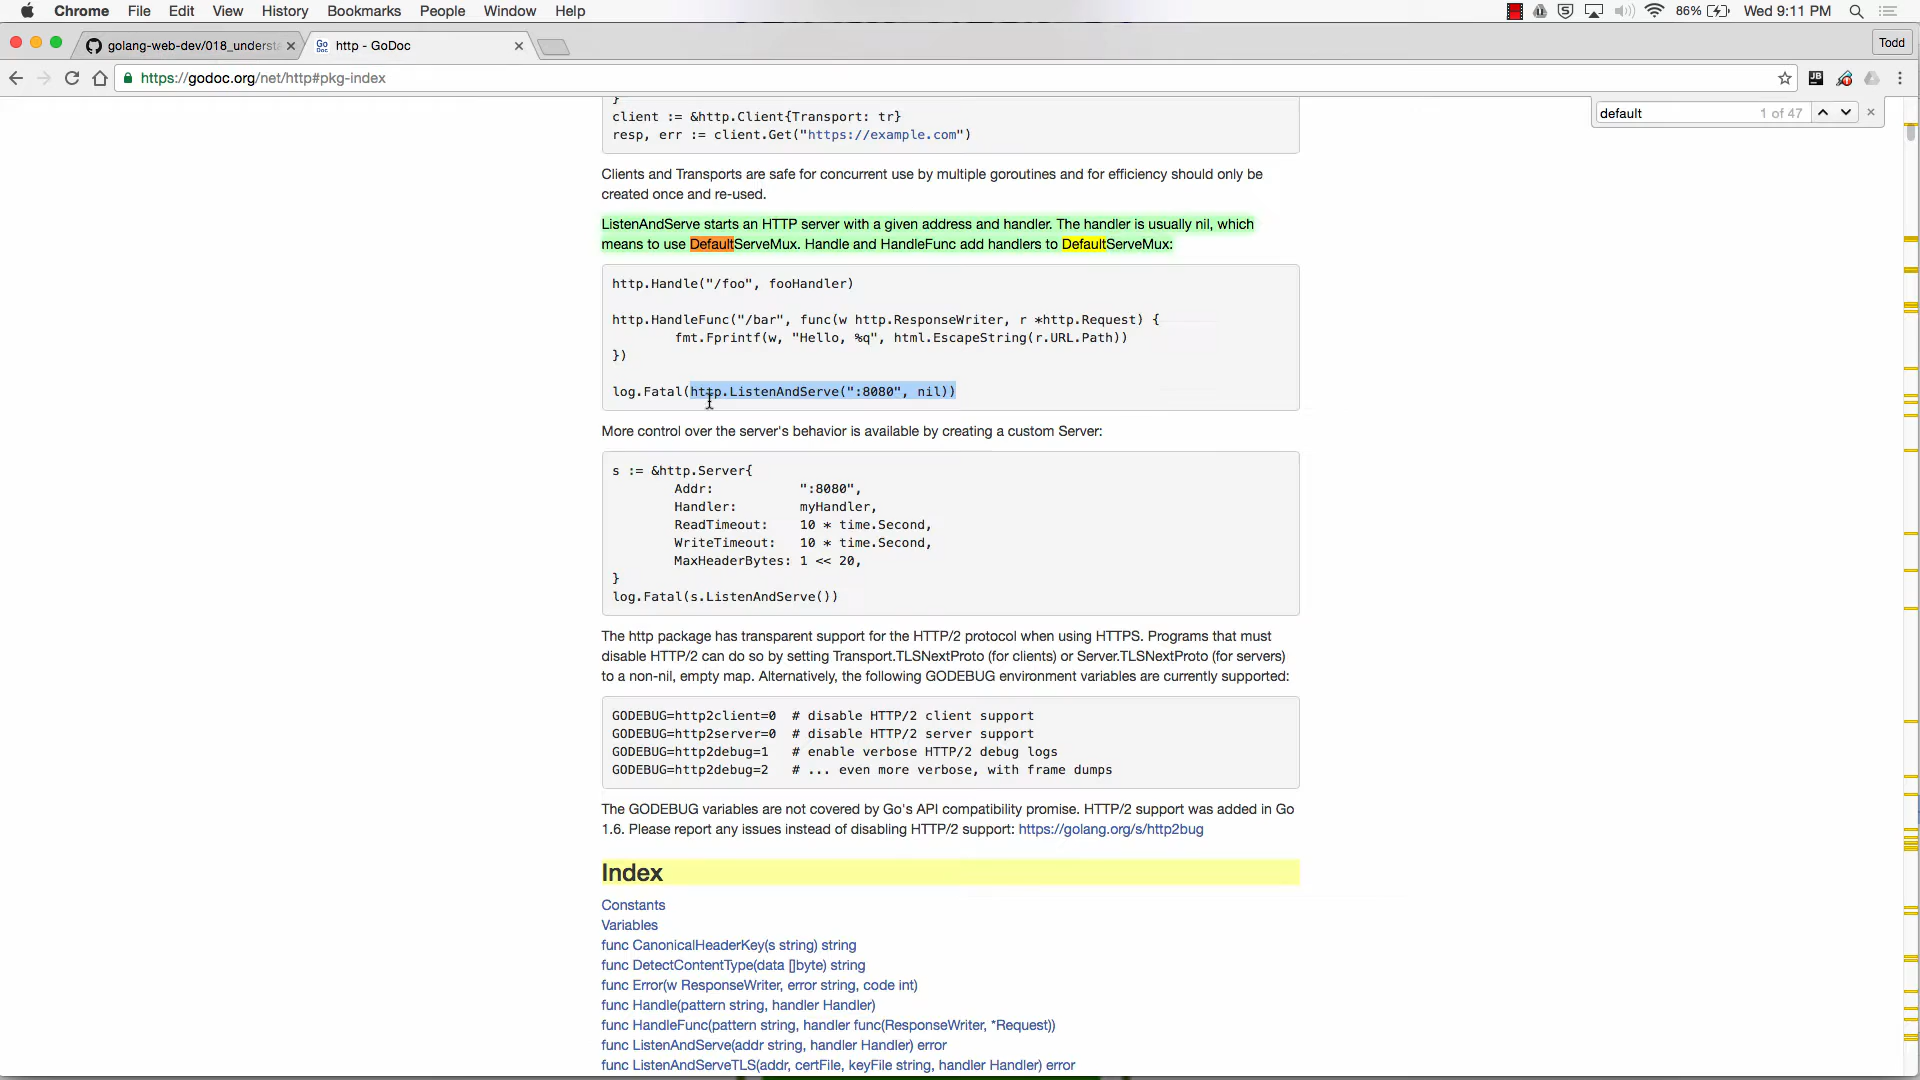 Chrome File Edit View History Bookmarks People Window Help 86% Wed 9:11 PM
golang-web-dev/018_underst × http - GoDoc × Todd
https://godoc.org/net/http#pkg-index
default 1 of 47
}
client := &http.Client{Transport: tr}
resp, err := client.Get("https://example.com")
Clients and Transports are safe for concurrent use by multiple goroutines and for efficiency should only be
created once and re-used.
ListenAndServe starts an HTTP server with a given address and handler. The handler is usually nil, which
means to use DefaultServeMux. Handle and HandleFunc add handlers to DefaultServeMux:
http.Handle("/foo", fooHandler)
http.HandleFunc("/bar", func(w http.ResponseWriter, r *http.Request) {
fmt.Fprintf(w, "Hello, %q", html.EscapeString(r.URL.Path))
})
log.Fatal(http.ListenAndServe(":8080", nil))
More control over the server's behavior is available by creating a custom Server:
s := &http.Server{
Addr: ":8080",
Handler: myHandler,
ReadTimeout: 10 * time.Second,
WriteTimeout: 10 * time.Second,
MaxHeaderBytes: 1 << 20,
}
log.Fatal(s.ListenAndServe())
The http package has transparent support for the HTTP/2 protocol when using HTTPS. Programs that must
disable HTTP/2 can do so by setting Transport.TLSNextProto (for clients) or Server.TLSNextProto (for servers)
to a non-nil, empty map. Alternatively, the following GODEBUG environment variables are currently supported:
GODEBUG=http2client=0 # disable HTTP/2 client support
GODEBUG=http2server=0 # disable HTTP/2 server support
GODEBUG=http2debug=1 # enable verbose HTTP/2 debug logs
GODEBUG=http2debug=2 # ... even more verbose, with frame dumps
The GODEBUG variables are not covered by Go's API compatibility promise. HTTP/2 support was added in Go
1.6. Please report any issues instead of disabling HTTP/2 support: https://golang.org/s/http2bug
Index
Constants
Variables
func CanonicalHeaderKey(s string) string
func DetectContentType(data []byte) string
func Error(w ResponseWriter, error string, code int)
func Handle(pattern string, handler Handler)
func HandleFunc(pattern string, handler func(ResponseWriter, *Request))
func ListenAndServe(addr string, handler Handler) error
func ListenAndServeTLS(addr, certFile, keyFile string, handler Handler) error